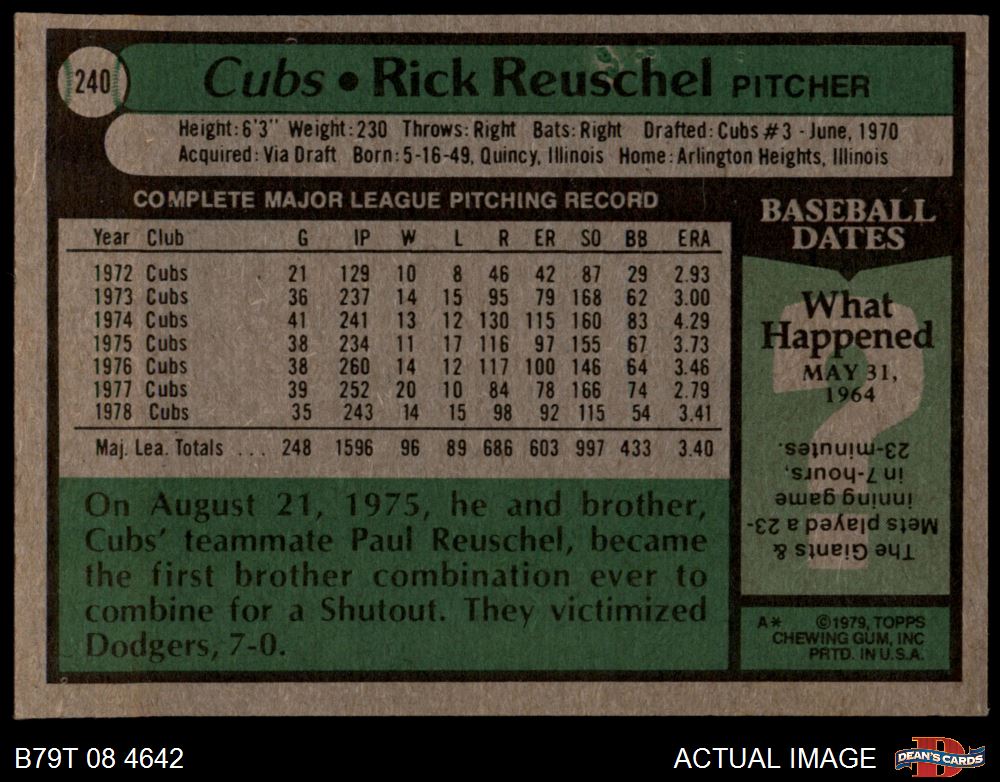 240
Cubs • Rick Reuschel PITCHER
Height: 6'3" Weight: 230 Throws: Right Bats: Right Drafted: Cubs #3 - June, 1970
Acquired: Via Draft Born: 5-16-49, Quincy, Illinois Home: Arlington Heights, Illinois
COMPLETE MAJOR LEAGUE PITCHING RECORD
Year Club G IP W L R ER SO BB ERA
1972 Cubs 21 129 10 8 46 42 87 29 2.93
1973 Cubs 36 237 14 15 95 79 168 62 3.00
1974 Cubs 41 241 13 12 130 115 160 83 4.29
1975 Cubs 38 234 11 17 116 97 155 67 3.73
1976 Cubs 38 260 14 12 117 100 146 64 3.46
1977 Cubs 39 252 20 10 84 78 166 74 2.79
1978 Cubs 35 243 14 15 98 92 115 54 3.41
Maj. Lea. Totals ... 248 1596 96 89 686 603 997 433 3.40
On August 21, 1975, he and brother,
Cubs' teammate Paul Reuschel, became
the first brother combination ever to
combine for a Shutout. They victimized
Dodgers, 7-0.
BASEBALL
DATES
What
Happened
MAY 31,
1964
?
The Giants &
Mets played a 23-
inning game
in 7-hours,
23-minutes.
A* ©1979, TOPPS
CHEWING GUM, INC
PRTD. IN U.S.A.
B79T 08 4642
ACTUAL IMAGE
D
DEAN'S CARDS